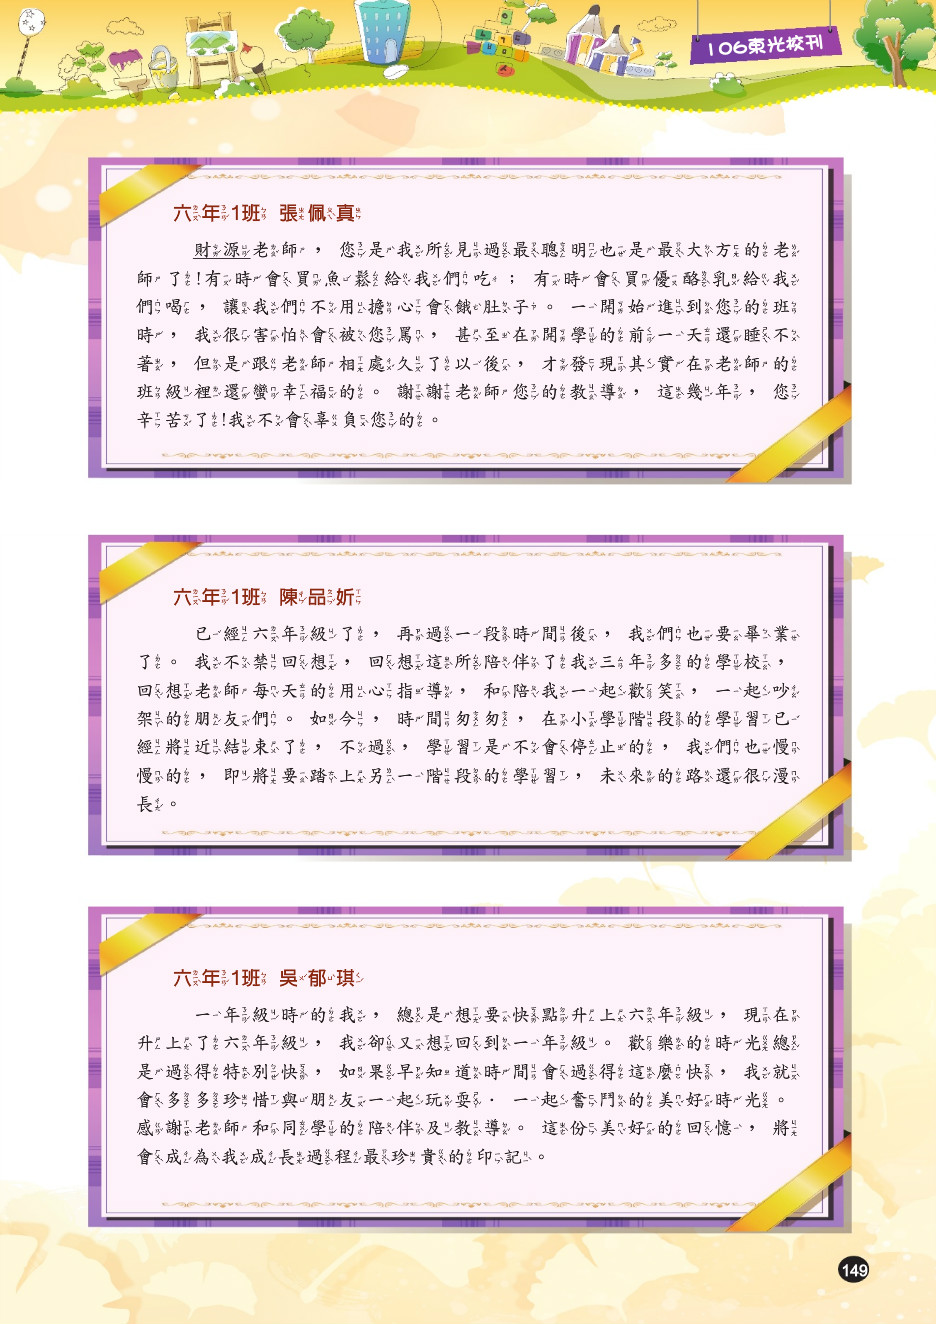 106東光校刊
六年1班 張佩真
財源老師，您是我所見過最聰明也是最大方的老
師了！有時會買魚鬆給我們吃；有時會買優酪乳給我
們喝，讓我們不用擔心會餓肚子。一開始進到您的班
時，我很害怕會被您罵，甚至在開學的前一天還睡不
著，但是跟老師相處久了以後，才發現其實在老師的
班級裡還蠻幸福的。謝謝老師您的教導，這幾年，您
辛苦了！我不會辜負您的。
六年1班 陳品妡
已經六年級了，再過一段時間後，我們也要畢業
了。我不禁回想，回想這所陪伴了我三年多的學校，
回想老師每天的用心指導，和陪我一起歡笑，一起吵
架的朋友們。如今，時間匆匆，在小學階段的學習已
經將近結束了，不過，學習是不會停止的，我們也慢
慢的，即將要踏上另一階段的學習，未來的路還很漫
長。
六年1班 吳郁琪
一年級時的我，總是想要快點升上六年級，現在
升上了六年級，我卻又想回到一年級。歡樂的時光總
是過得特別快，如果早知道時間會過得這麼快，我就
會多多珍惜與朋友一起玩耍．一起奮鬥的美好時光。
感謝老師和同學的陪伴及教導。這份美好的回憶，將
會成為我成長過程最珍貴的印記。
149